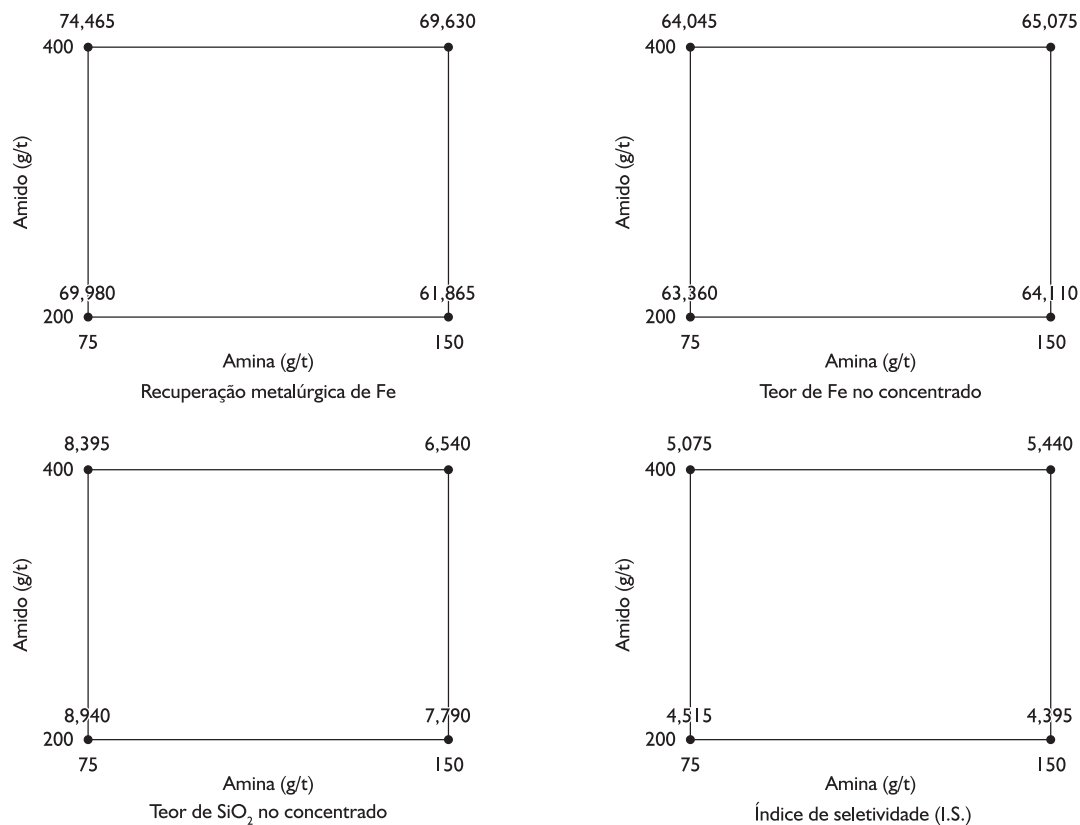 74,465 69,630
400
Amido (g/t)
69,980 61,865
200
75 150
Amina (g/t)
Recuperação metalúrgica de Fe
64,045 65,075
400
Amido (g/t)
63,360 64,110
200
75 150
Amina (g/t)
Teor de Fe no concentrado
8,395 6,540
400
Amido (g/t)
8,940 7,790
200
75 150
Amina (g/t)
Teor de SiO₂ no concentrado
5,075 5,440
400
Amido (g/t)
4,515 4,395
200
75 150
Amina (g/t)
Índice de seletividade (I.S.)